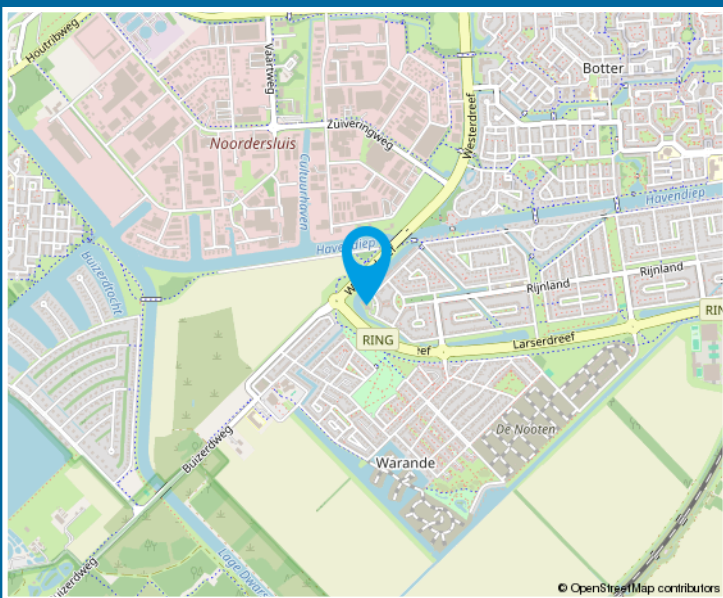 Houtribweg
Vaartweg
Botter
Zuiveringweg
Westerdreef
Noordersluis
Cultuurhaven
Havendiep
Havendiep
Buizerdtocht
Rijnland
Rijnland
RING
Larserdreef
De Nooten
Warande
Buizerdweg
Lage Dwars
© OpenStreetMap contributors